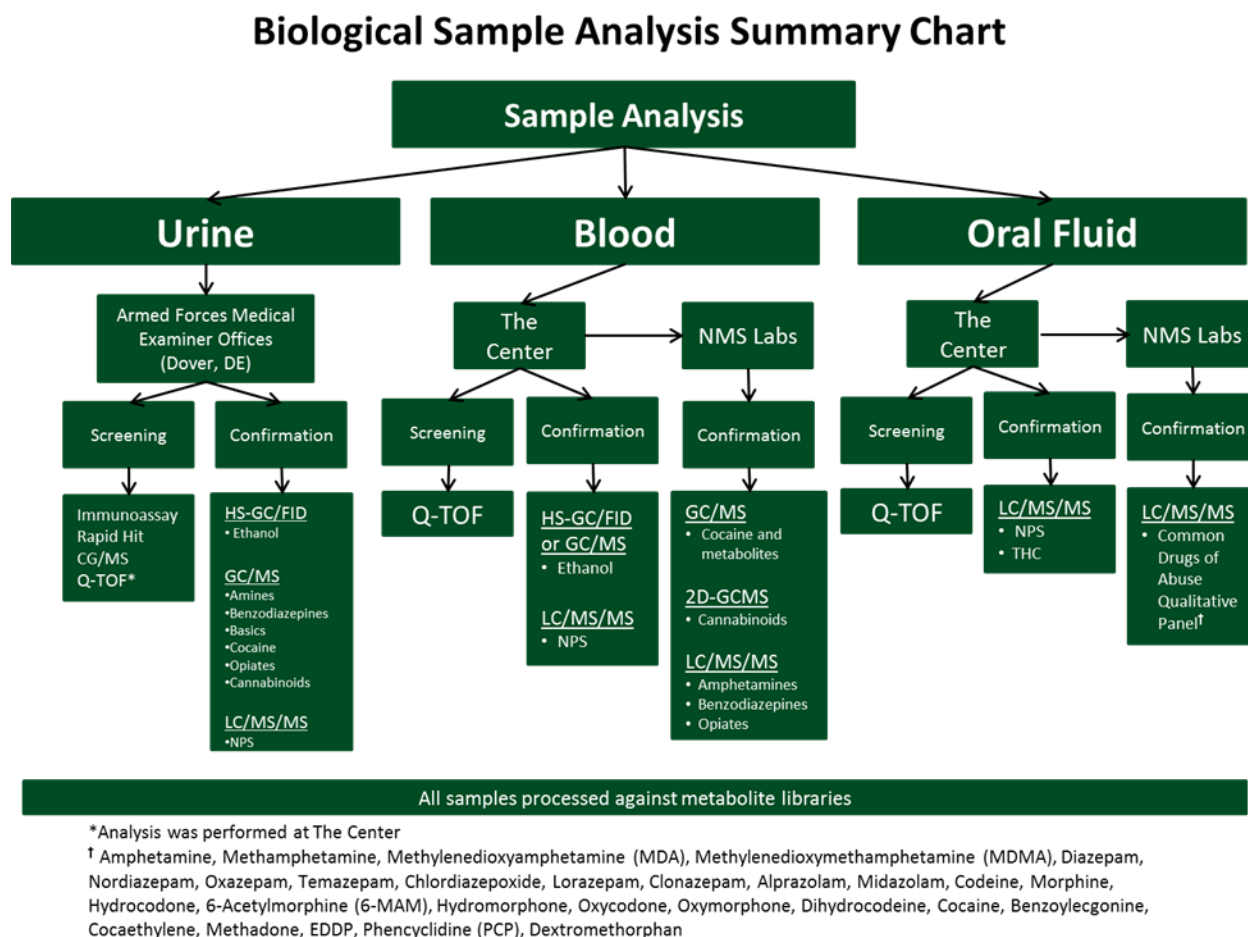 Biological Sample Analysis Summary Chart
Sample Analysis
Urine
Blood
Oral Fluid
Armed Forces Medical
Examiner Offices
(Dover, DE)
The
Center
NMS Labs
The
Center
NMS Labs
Screening
Confirmation
Screening
Confirmation
Confirmation
Screening
Confirmation
Confirmation
Immunoassay
Rapid Hit
CG/MS
Q-TOF*
HS-GC/FID
•Ethanol
GC/MS
•Amines
•Benzodiazepines
•Basics
•Cocaine
•Opiates
•Cannabinoids
LC/MS/MS
•NPS
Q-TOF
HS-GC/FID
or GC/MS
• Ethanol
LC/MS/MS
• NPS
GC/MS
• Cocaine and
metabolites
2D-GCMS
• Cannabinoids
LC/MS/MS
• Amphetamines
• Benzodiazepines
• Opiates
Q-TOF
LC/MS/MS
• NPS
• THC
LC/MS/MS
• Common
Drugs of
Abuse
Qualitative
Panel†
All samples processed against metabolite libraries
*Analysis was performed at The Center
† Amphetamine, Methamphetamine, Methylenedioxyamphetamine (MDA), Methylenedioxymethamphetamine (MDMA), Diazepam,
Nordiazepam, Oxazepam, Temazepam, Chlordiazepoxide, Lorazepam, Clonazepam, Alprazolam, Midazolam, Codeine, Morphine,
Hydrocodone, 6-Acetylmorphine (6-MAM), Hydromorphone, Oxycodone, Oxymorphone, Dihydrocodeine, Cocaine, Benzoylecgonine,
Cocaethylene, Methadone, EDDP, Phencyclidine (PCP), Dextromethorphan